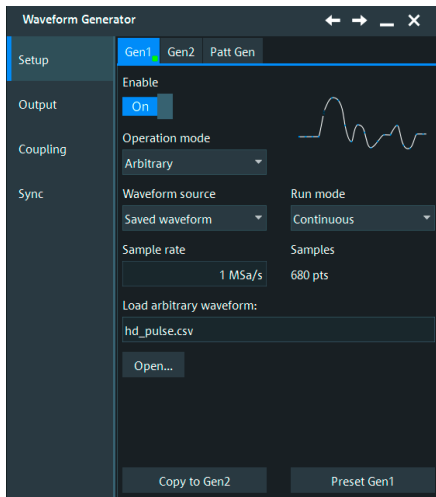 Waveform Generator
Setup
Output
Coupling
Sync
Gen1 Gen2 Patt Gen
Enable
On
Operation mode
Arbitrary
Waveform source Run mode
Saved waveform Continuous
Sample rate Samples
1 MSa/s 680 pts
Load arbitrary waveform:
hd_pulse.csv
Open...
Copy to Gen2 Preset Gen1